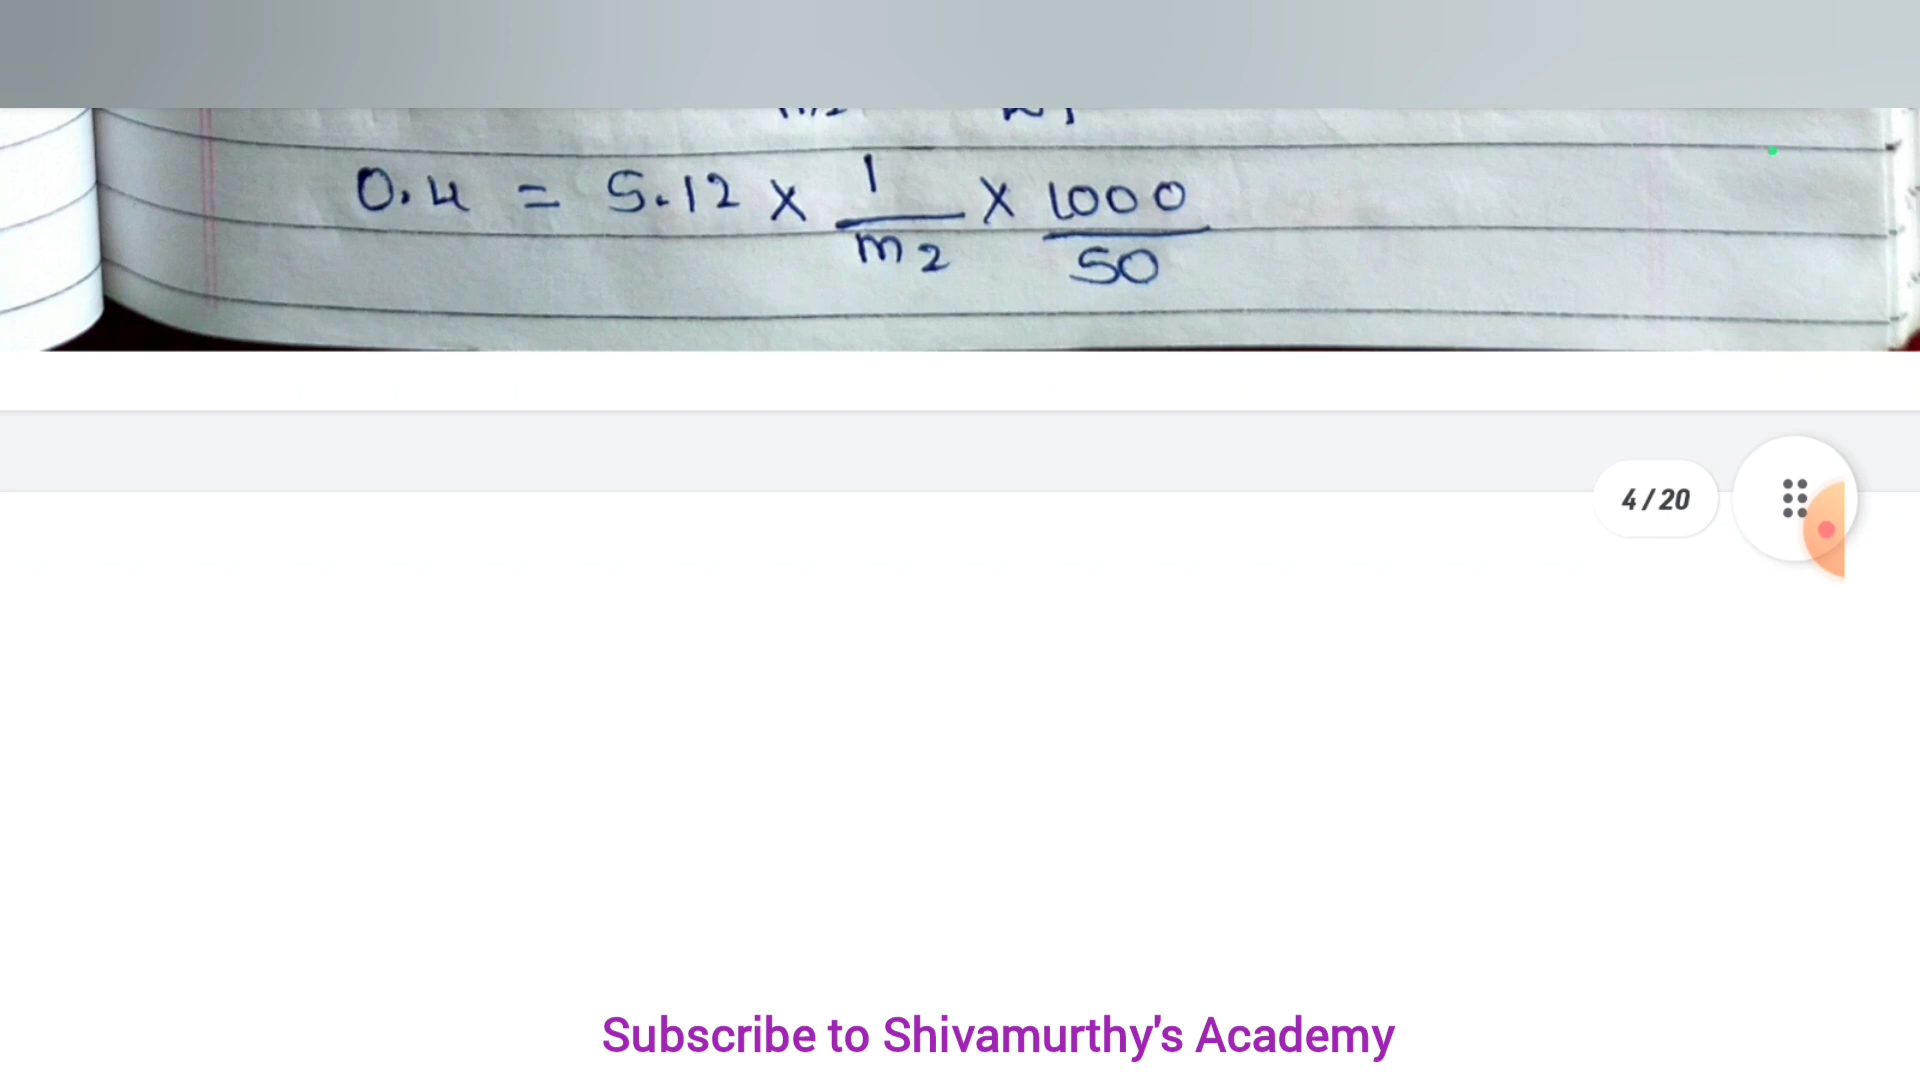 0.4 = 5.12 × 1/m2 × 1000/50
4/20
Subscribe to Shivamurthy's Academy